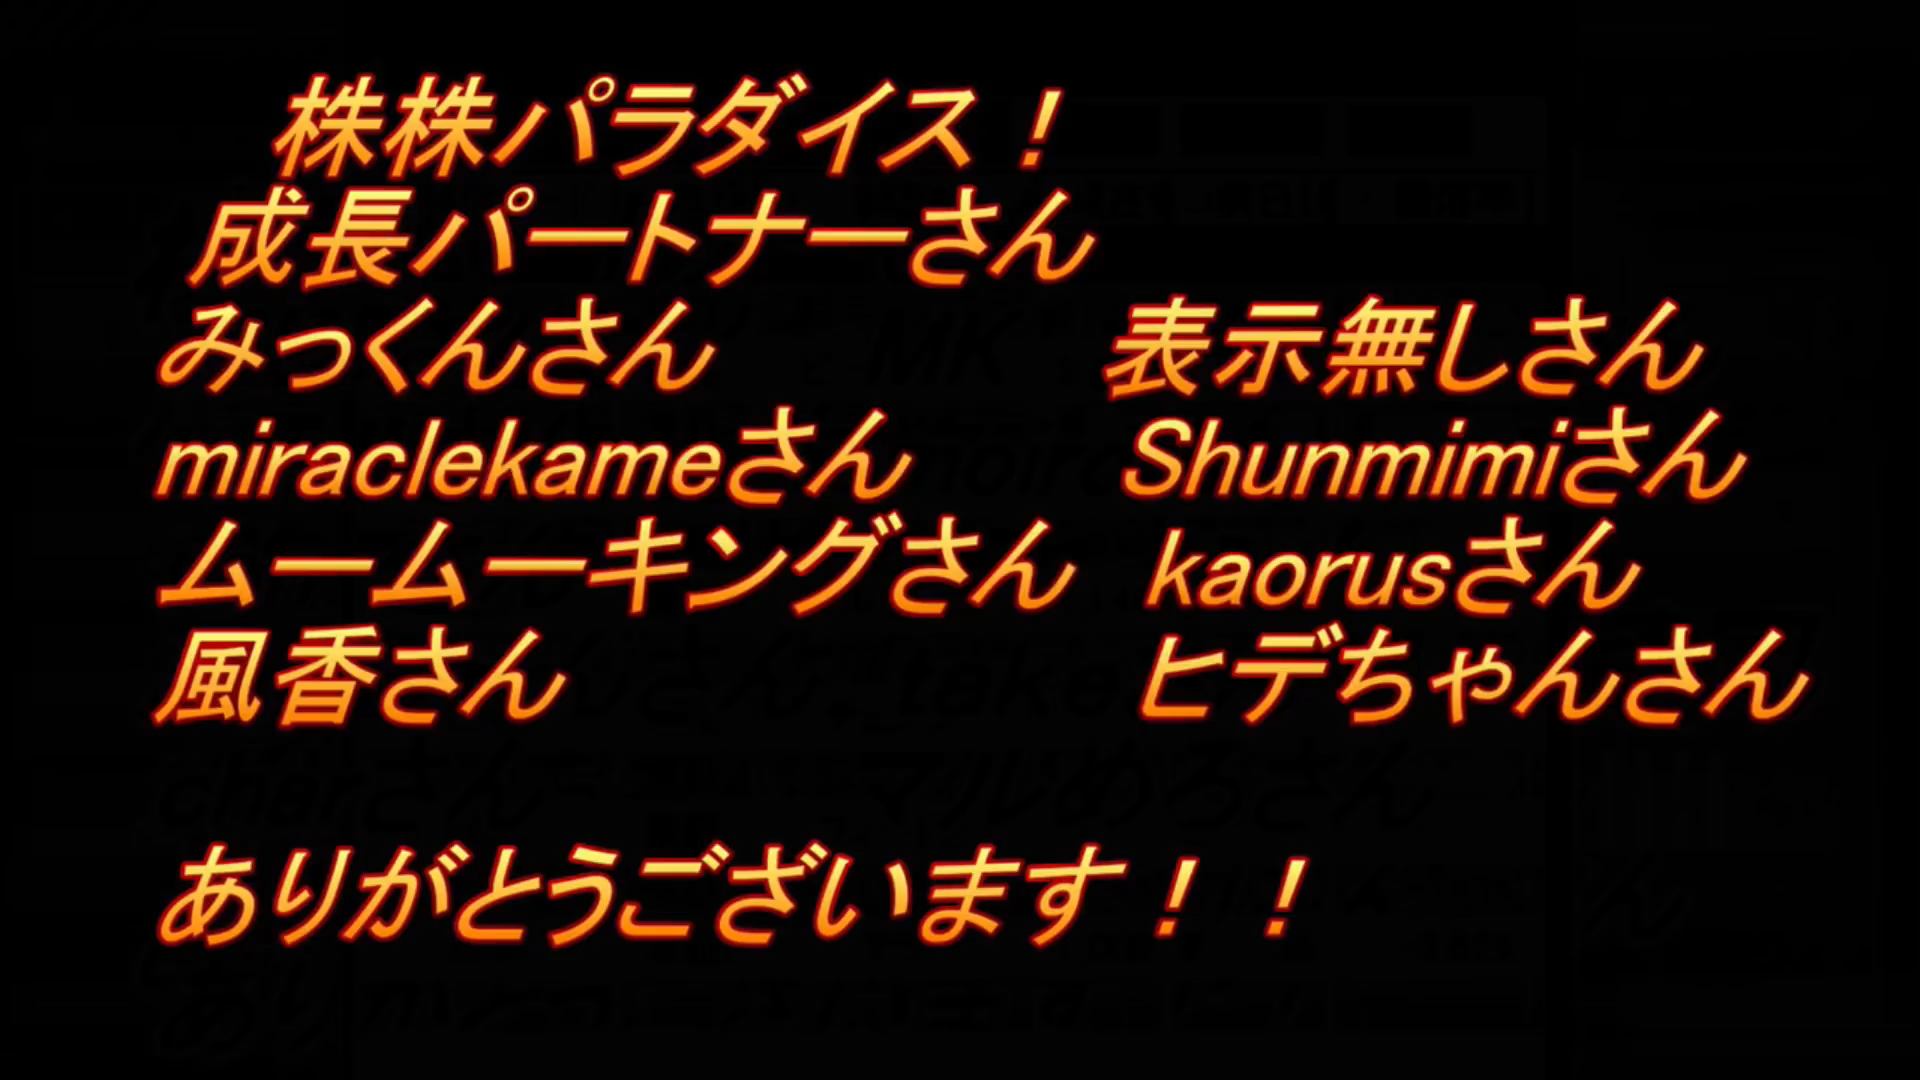 株株パラダイス！
成長パートナーさん
みっくんさん 表示無しさん
miraclekameさん Shunmimiさん
ムームーキングさん kaorusさん
風香さん ヒデちゃんさん
ありがとうございます！！